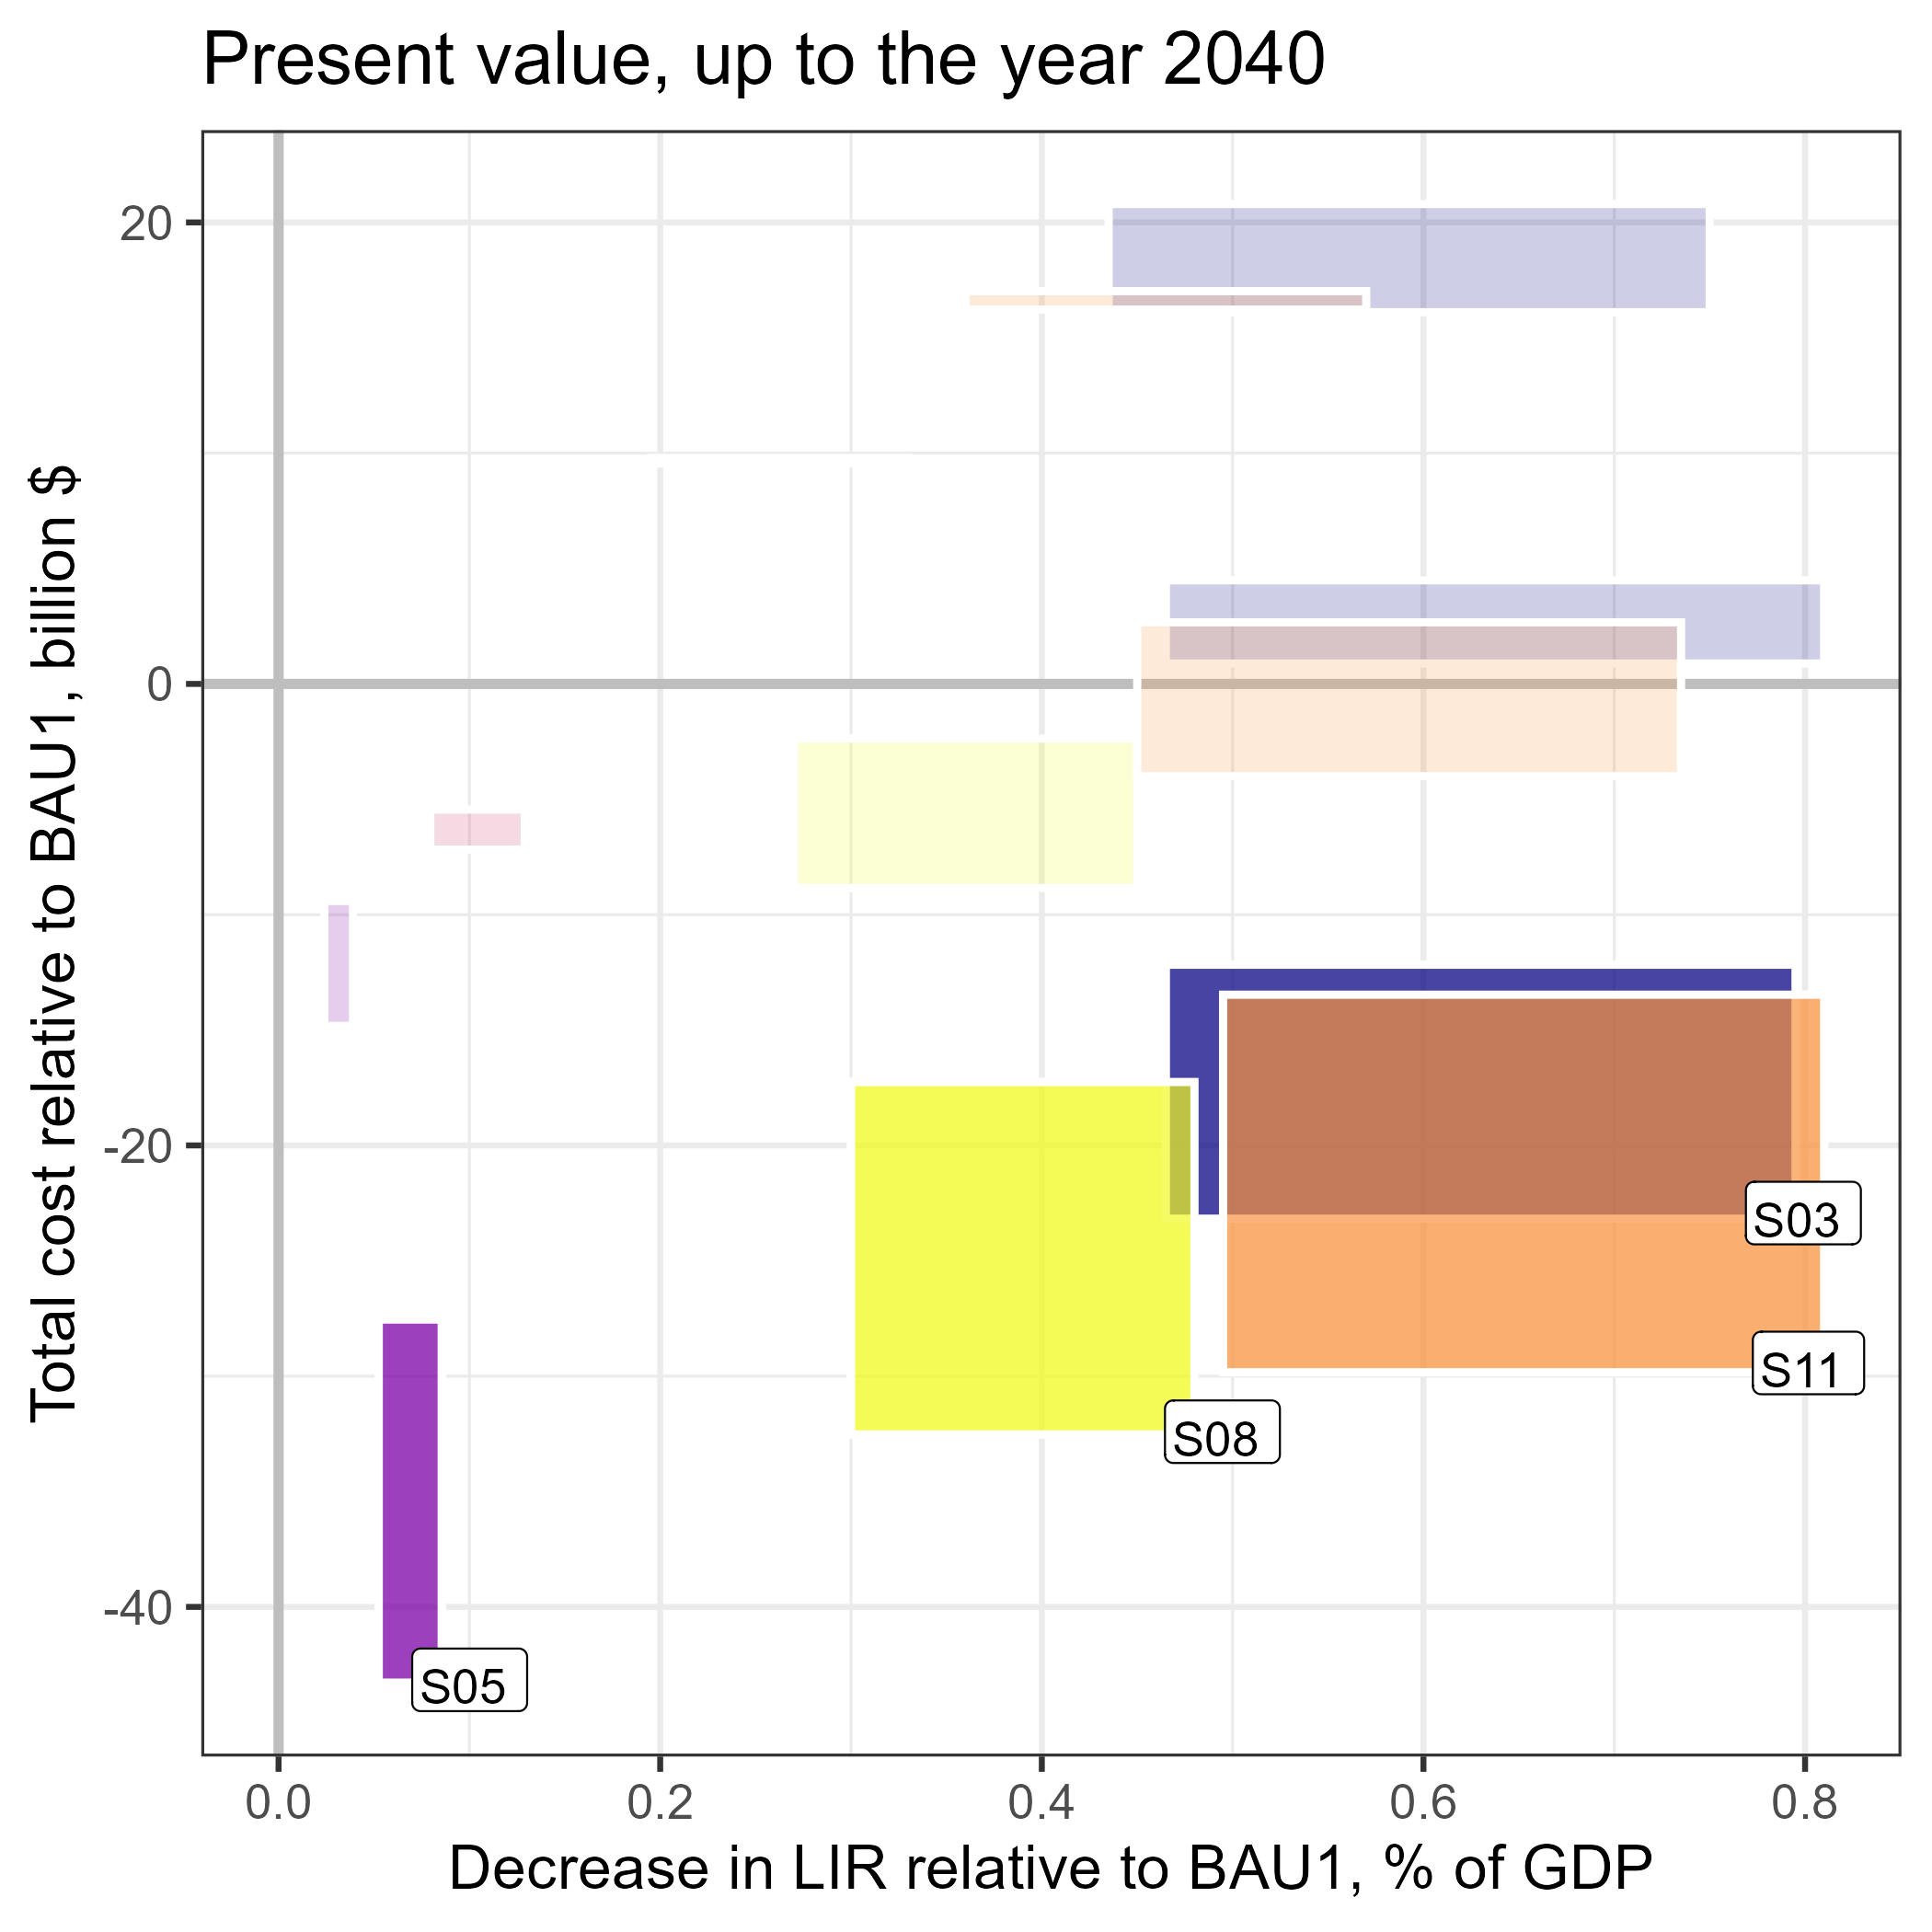 Present value, up to the year 2040
Total cost relative to BAU1, billion $
20
0
-20
-40
S03
S11
S08
S05
0.0 0.2 0.4 0.6 0.8
Decrease in LIR relative to BAU1, % of GDP